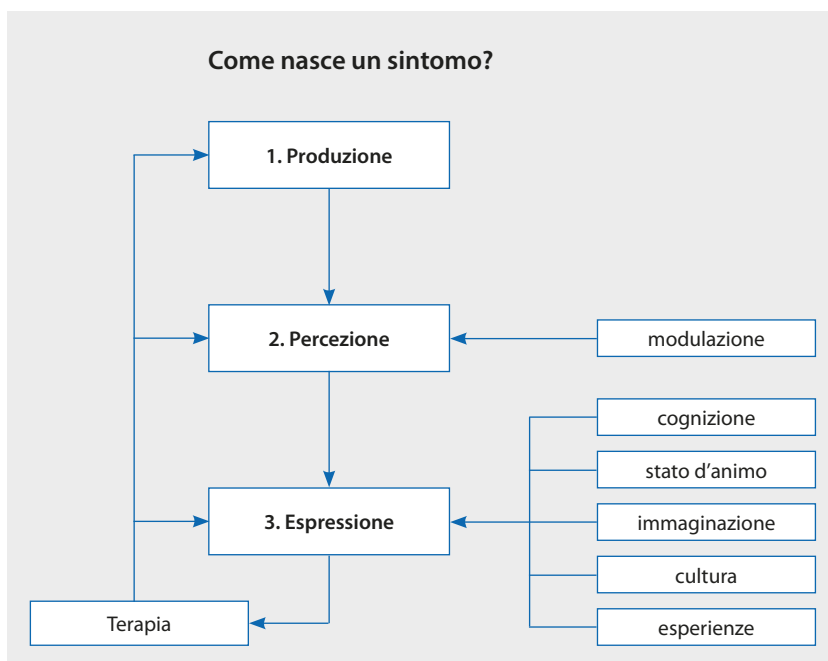 Come nasce un sintomo?
1. Produzione
2. Percezione
modulazione
cognizione
stato d'animo
3. Espressione
immaginazione
cultura
Terapia
esperienze